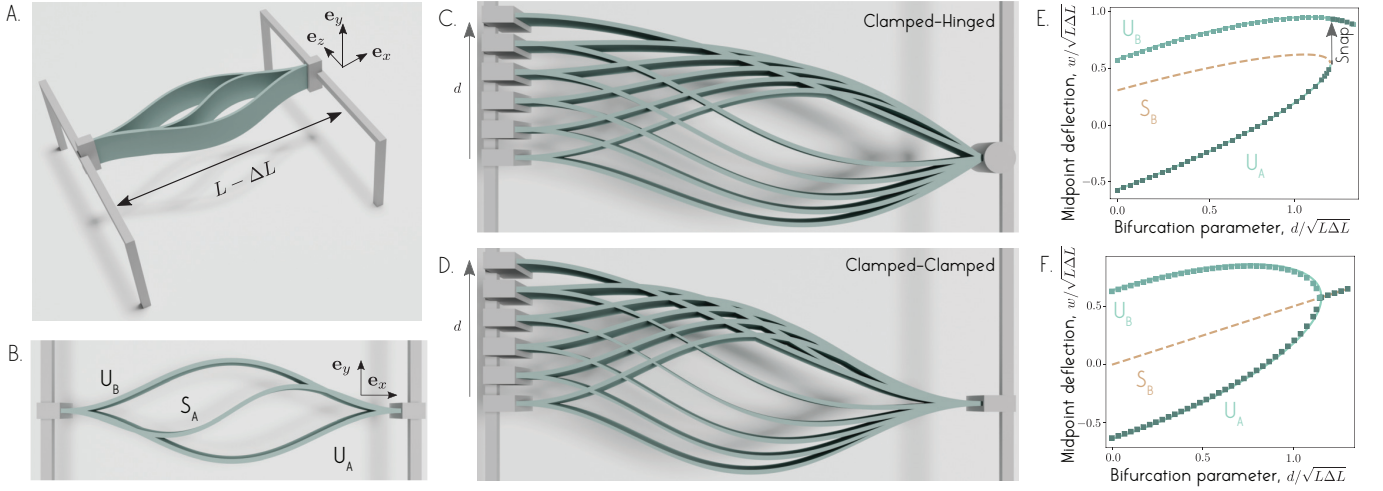 A.
e_y
e_z
e_x
L − ΔL
B.
U_B
S_A
U_A
e_y
e_x
C.
Clamped-Hinged
d
D.
Clamped-Clamped
d
E.
Midpoint deflection, w/√LΔL
1.0
0.5
0.0
−0.5
U_B
S_B
U_A
Snap
0.0
0.5
1.0
Bifurcation parameter, d/√LΔL
F.
Midpoint deflection, w/√LΔL
0.5
0.0
−0.5
U_B
S_B
U_A
0.0
0.5
1.0
Bifurcation parameter, d/√LΔL